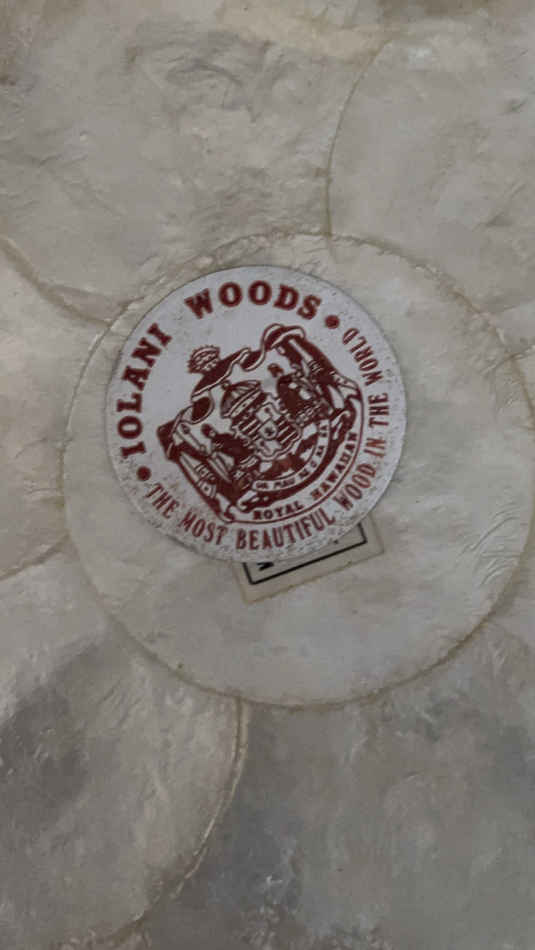 IOLANI WOODS
THE MOST BEAUTIFUL WOOD IN THE WORLD
ROYAL HAWAIIAN